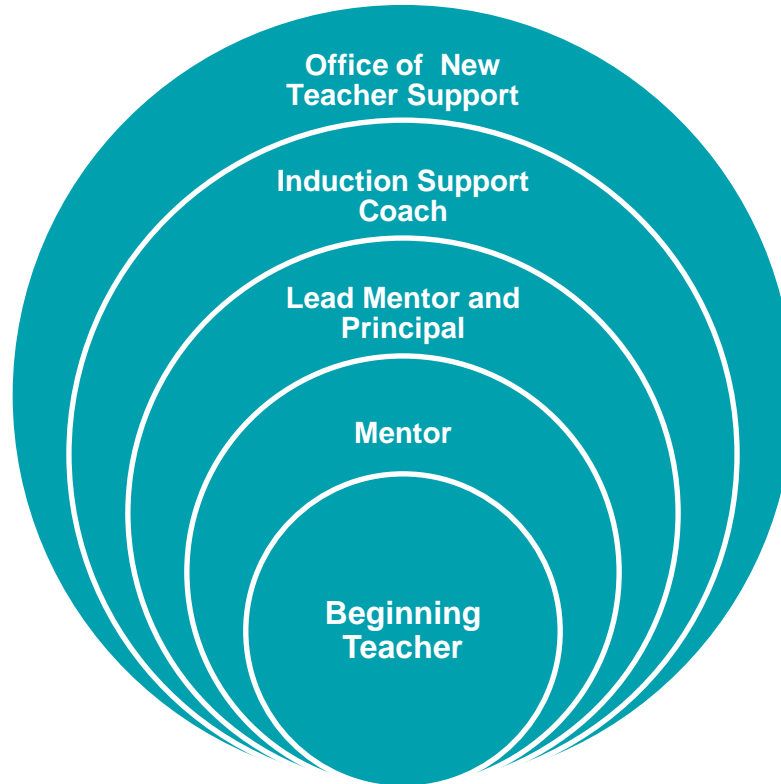 Office of  New
Teacher Support
Induction Support
Coach
Lead Mentor and
Principal
Mentor
Beginning
Teacher